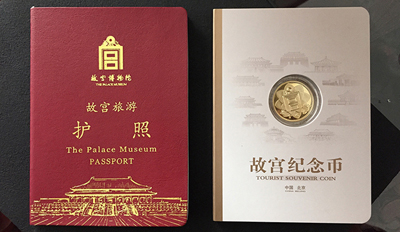 故宫博物院
THE PALACE MUSEUM
故宫旅游
护 照
The Palace Museum
PASSPORT
故宫纪念币
TOURIST SOUVENIR COIN
中国 北京